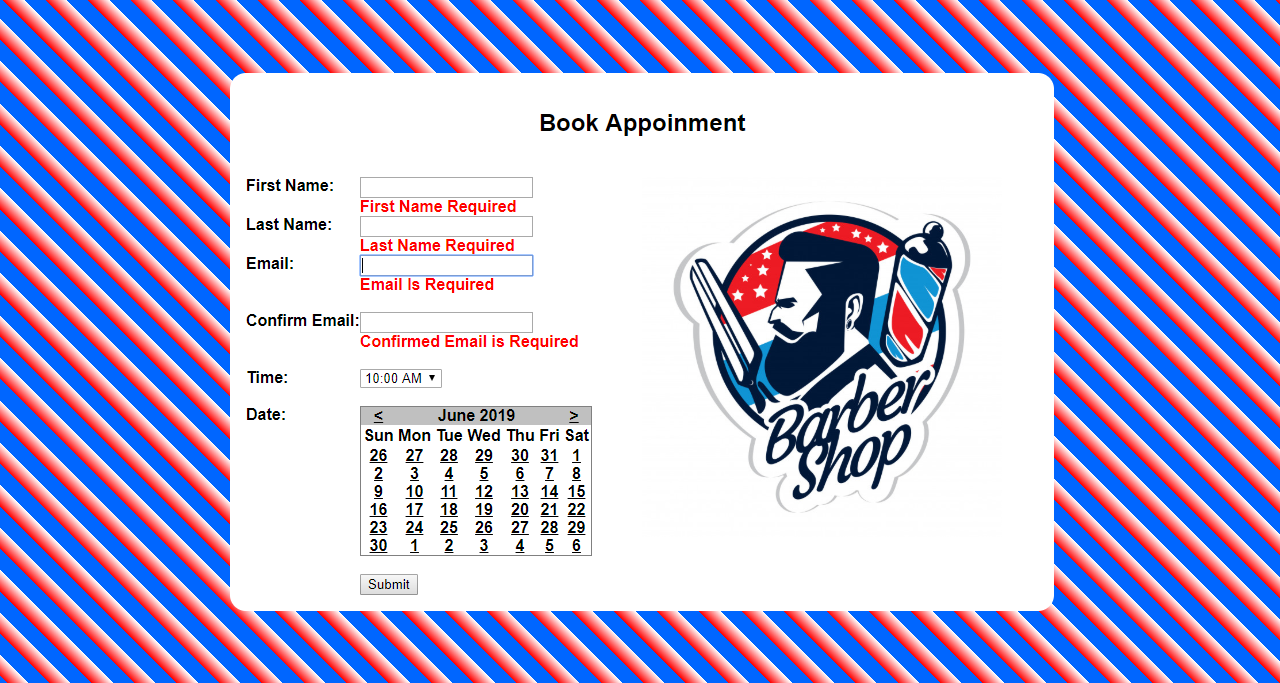 Book Appoinment
First Name:
First Name Required
Last Name:
Last Name Required
Email:
Email Is Required
Confirm Email:
Confirmed Email is Required
Time: 10:00 AM
Date: < June 2019 >
Sun Mon Tue Wed Thu Fri Sat
26 27 28 29 30 31 1
2 3 4 5 6 7 8
9 10 11 12 13 14 15
16 17 18 19 20 21 22
23 24 25 26 27 28 29
30 1 2 3 4 5 6
Submit
Barber
Shop